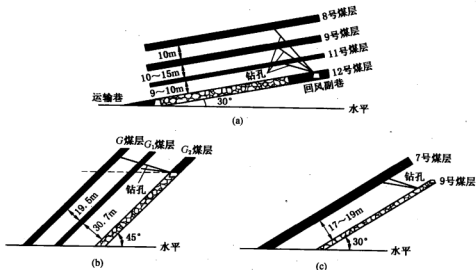 8号煤层
9号煤层
10m
11号煤层
10～15m
钻孔
12号煤层
9～10m
运输巷
回风副巷
30°
水平
(a)
G煤层
G₁煤层
G₂煤层
钻孔
19.5m
30.7m
45°
水平
(b)
7号煤层
钻孔
9号煤层
17～19m
30°
水平
(c)